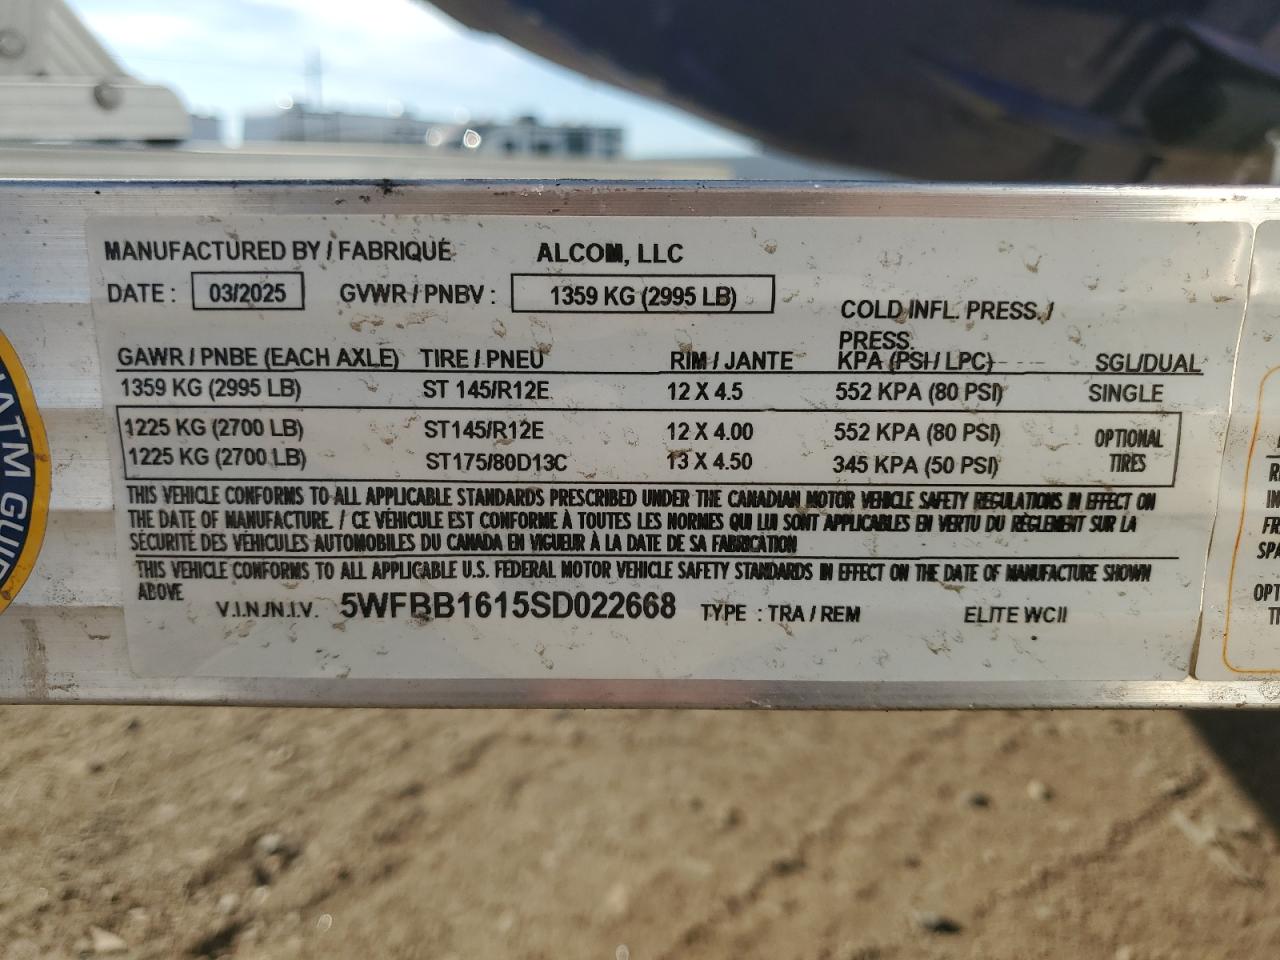 MANUFACTURED BY / FABRIQUÉ ALCOM, LLC
DATE : 03/2025 GVWR / PNBV : 1359 KG (2995 LB)
COLD INFL. PRESS. /
PRESS.
GAWR / PNBE (EACH AXLE) TIRE / PNEU RIM / JANTE KPA (PSI / LPC) SGL/DUAL
1359 KG (2995 LB) ST 145/R12E 12 X 4.5 552 KPA (80 PSI) SINGLE
1225 KG (2700 LB) ST145/R12E 12 X 4.00 552 KPA (80 PSI) OPTIONAL
1225 KG (2700 LB) ST175/80D13C 13 X 4.50 345 KPA (50 PSI) TIRES
THIS VEHICLE CONFORMS TO ALL APPLICABLE STANDARDS PRESCRIBED UNDER THE CANADIAN MOTOR VEHICLE SAFETY REGULATIONS IN EFFECT ON
THE DATE OF MANUFACTURE. / CE VÉHICULE EST CONFORME À TOUTES LES NORMES QUI LUI SONT APPLICABLES EN VERTU DU RÉGLEMENT SUR LA
SÉCURITÉ DES VÉHICULES AUTOMOBILES DU CANADA EN VIGUEUR À LA DATE DE SA FABRICATION
THIS VEHICLE CONFORMS TO ALL APPLICABLE U.S. FEDERAL MOTOR VEHICLE SAFETY STANDARDS IN EFFECT ON THE DATE OF MANUFACTURE SHOWN
ABOVE
V.I.N./N.I.V. 5WFBB1615SD022668 TYPE : TRA / REM ELITE WCII